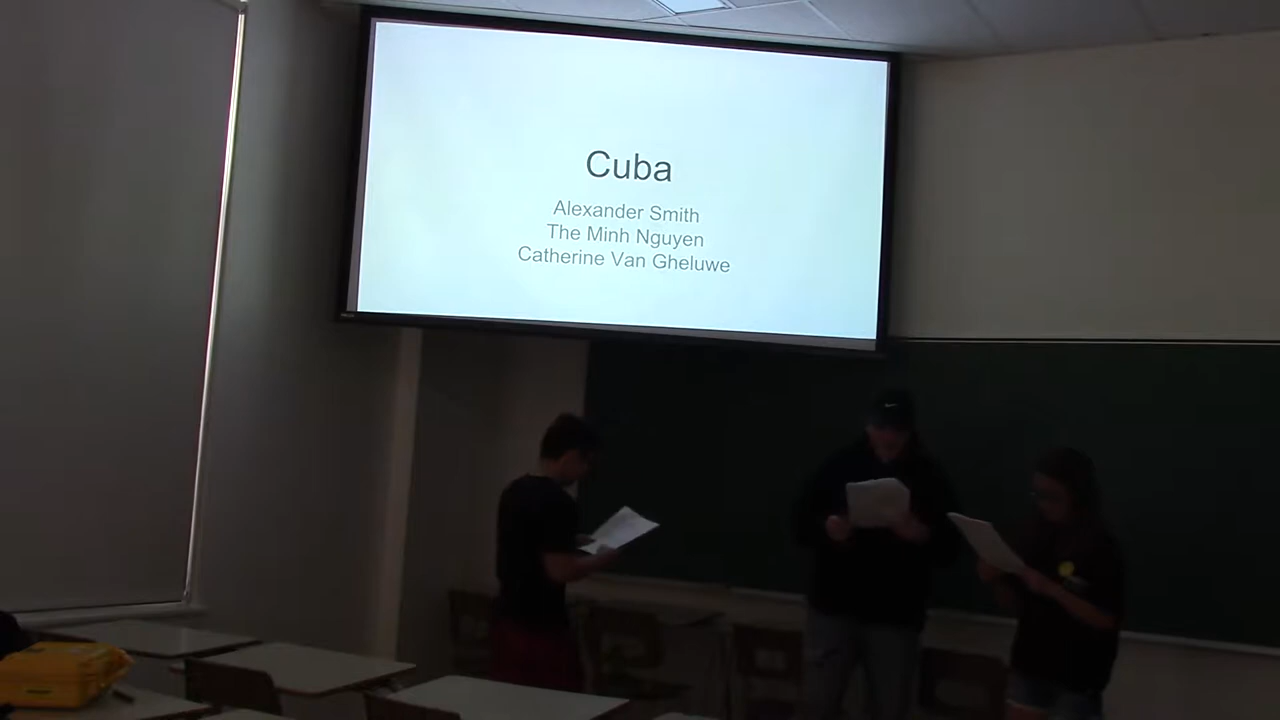 Cuba
Alexander Smith
The Minh Nguyen
Catherine Van Gheluwe